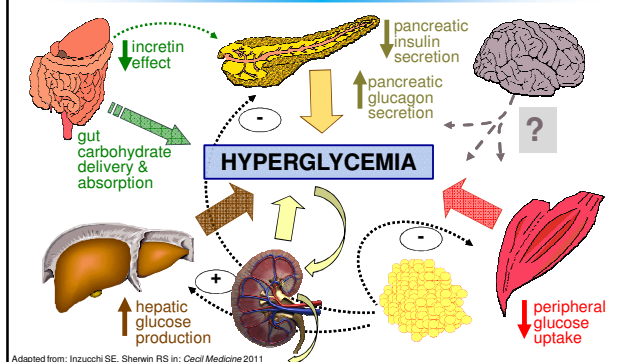 incretin
effect
pancreatic
insulin
secretion
pancreatic
glucagon
secretion
-
?
gut
carbohydrate
delivery &
absorption
HYPERGLYCEMIA
-
+
hepatic
glucose
production
peripheral
glucose
uptake
Adapted from: Inzucchi SE, Sherwin RS in: Cecil Medicine 2011